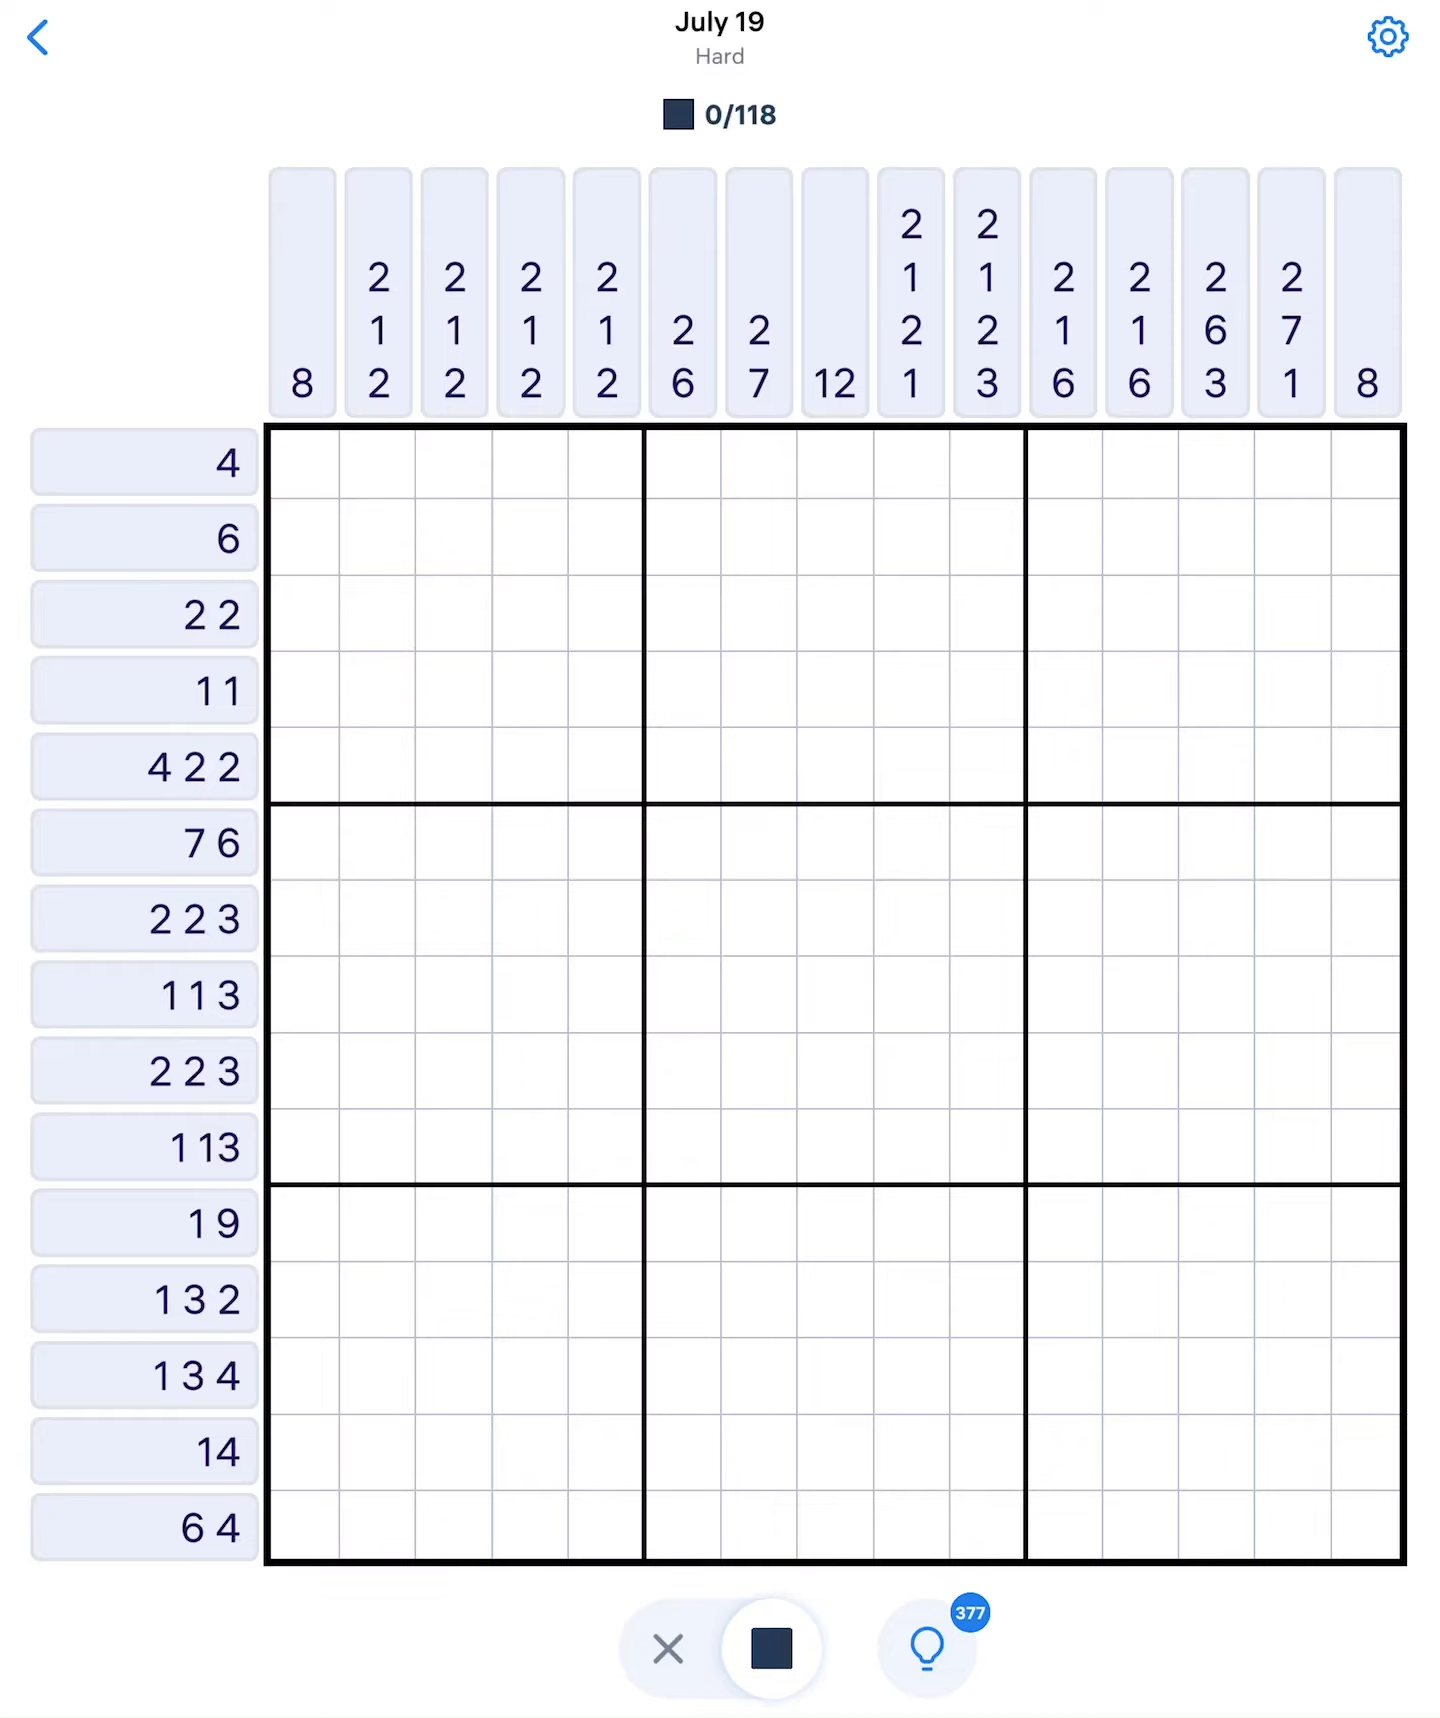 July 19
Hard
0/118
2 2
2 2 2 2 1 1 2 2 2 2
1 1 1 1 2 2 2 2 1 1 6 7
8 2 2 2 2 6 7 12 1 3 6 6 3 1 8
4
6
2 2
1 1
4 2 2
7 6
2 2 3
1 1 3
2 2 3
1 13
1 9
1 3 2
1 3 4
14
6 4
377